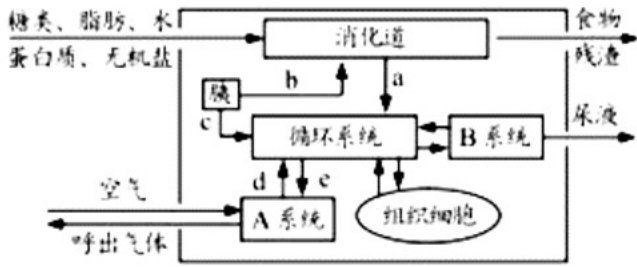 糖类、脂肪、水
蛋白质、无机盐
消化道
食物
残渣
胰
b
a
c
循环系统
B系统
尿液
d
e
空气
呼出气体
A系统
组织细胞